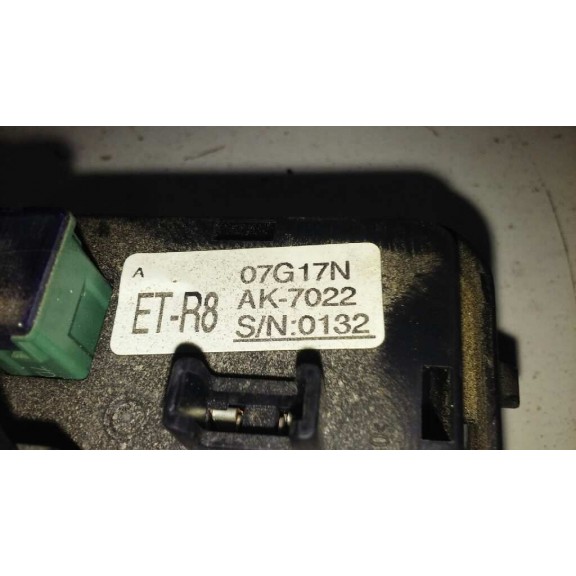 A
ET-R8
07G17N
AK-7022
S/N:0132